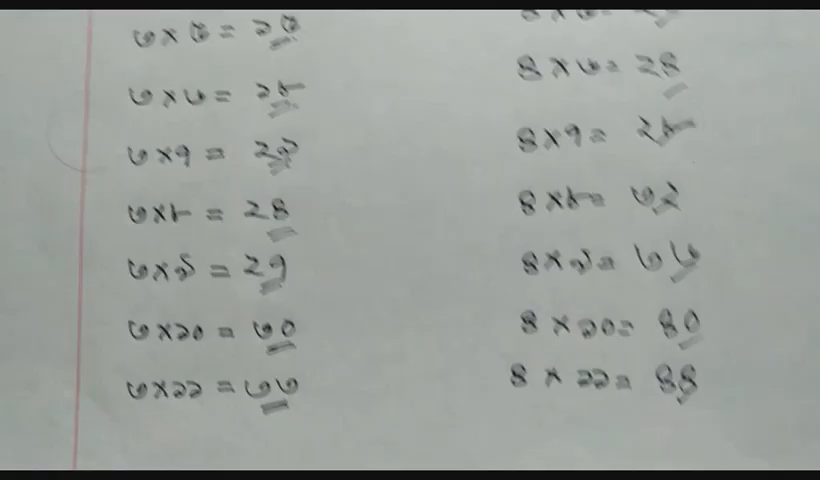 ৩×৫ = ১৫
৩×৬ = ১৮
৩×৭ = ২১
৩×৮ = ২৪
৩×৯ = ২৭
৩×১০ = ৩০
৩×১১ = ৩৩
৪×৬= ২৪
৪×৭= ২৮
৪×৮= ৩২
৪×৯= ৩৬
৪×১০= ৪০
৪×১১= ৪৪